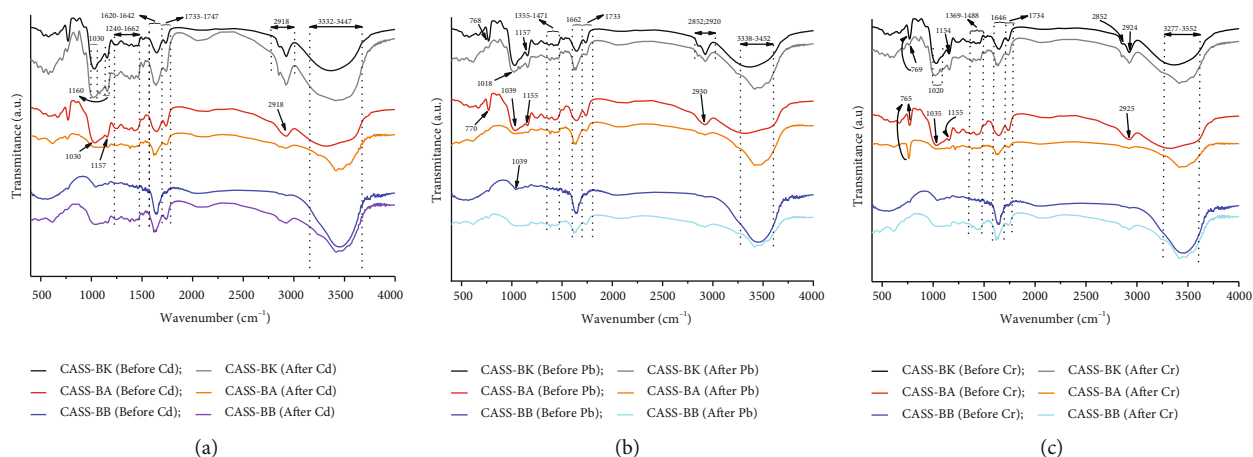 1620-1642
1733-1747
2918
3332-3447
1030
1240-1662
1160
2918
1030
1157
Transmitance (a.u.)
500 1000 1500 2000 2500 3000 3500 4000
Wavenumber (cm⁻¹)
CASS-BK (Before Cd); CASS-BK (After Cd)
CASS-BA (Before Cd); CASS-BA (After Cd)
CASS-BB (Before Cd); CASS-BB (After Cd)
(a)
768
1355-1471
1662
1733
2852;2920
1157
3338-3452
1018
1039
1155
2930
770
1039
Transmitance (a.u.)
500 1000 1500 2000 2500 3000 3500 4000
Wavenumber (cm⁻¹)
CASS-BK (Before Pb); CASS-BK (After Pb)
CASS-BA (Before Pb); CASS-BA (After Pb)
CASS-BB (Before Pb); CASS-BB (After Pb)
(b)
1369-1488
1646
1734
2852
2924
3277-3552
1154
769
1020
765
1035
1155
2925
Transmitance (a.u)
500 1000 1500 2000 2500 3000 3500 4000
Wavenumber (cm⁻¹)
CASS-BK (Before Cr); CASS-BK (After Cr)
CASS-BA (Before Cr); CASS-BA (After Cr)
CASS-BB (Before Cr); CASS-BB (After Cr)
(c)